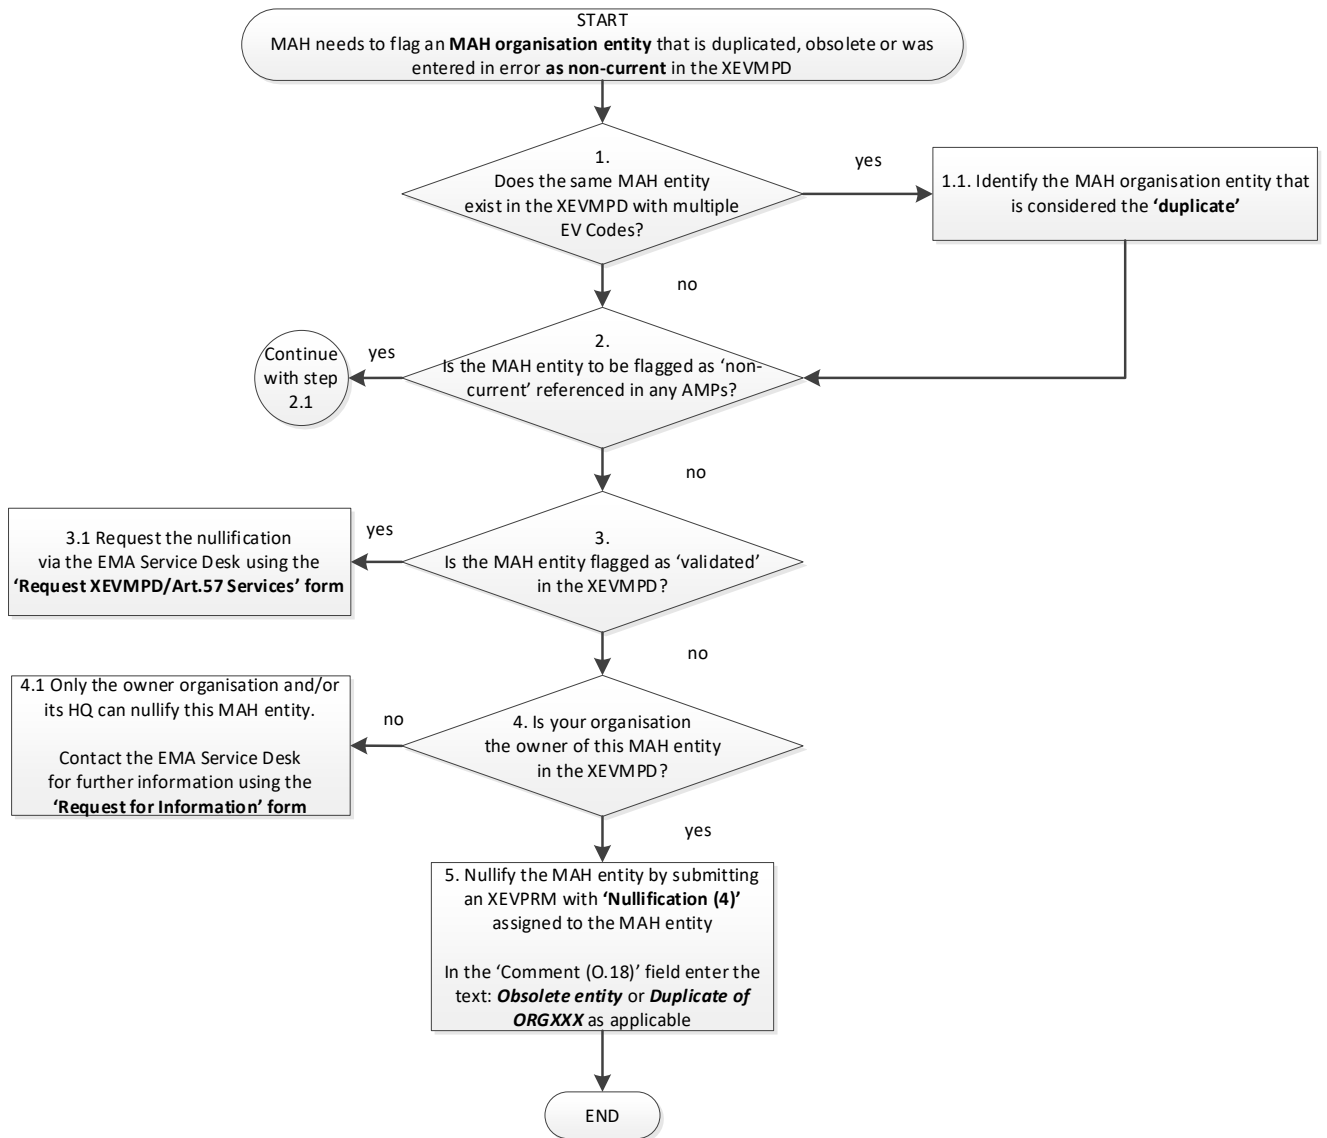 START
MAH needs to flag an MAH organisation entity that is duplicated, obsolete or was
entered in error as non-current in the XEVMPD
1.
Does the same MAH entity
exist in the XEVMPD with multiple
EV Codes?
yes
1.1. Identify the MAH organisation entity that
is considered the ‘duplicate’
no
2.
Is the MAH entity to be flagged as ‘non-
current’ referenced in any AMPs?
yes
Continue
with step
2.1
no
3.
Is the MAH entity flagged as ‘validated’
in the XEVMPD?
yes
3.1 Request the nullification
via the EMA Service Desk using the
‘Request XEVMPD/Art.57 Services’ form
no
4. Is your organisation
the owner of this MAH entity
in the XEVMPD?
no
4.1 Only the owner organisation and/or
its HQ can nullify this MAH entity.
Contact the EMA Service Desk
for further information using the
‘Request for Information’ form
yes
5. Nullify the MAH entity by submitting
an XEVPRM with ‘Nullification (4)’
assigned to the MAH entity
In the ‘Comment (O.18)’ field enter the
text: Obsolete entity or Duplicate of
ORGXXX as applicable
END